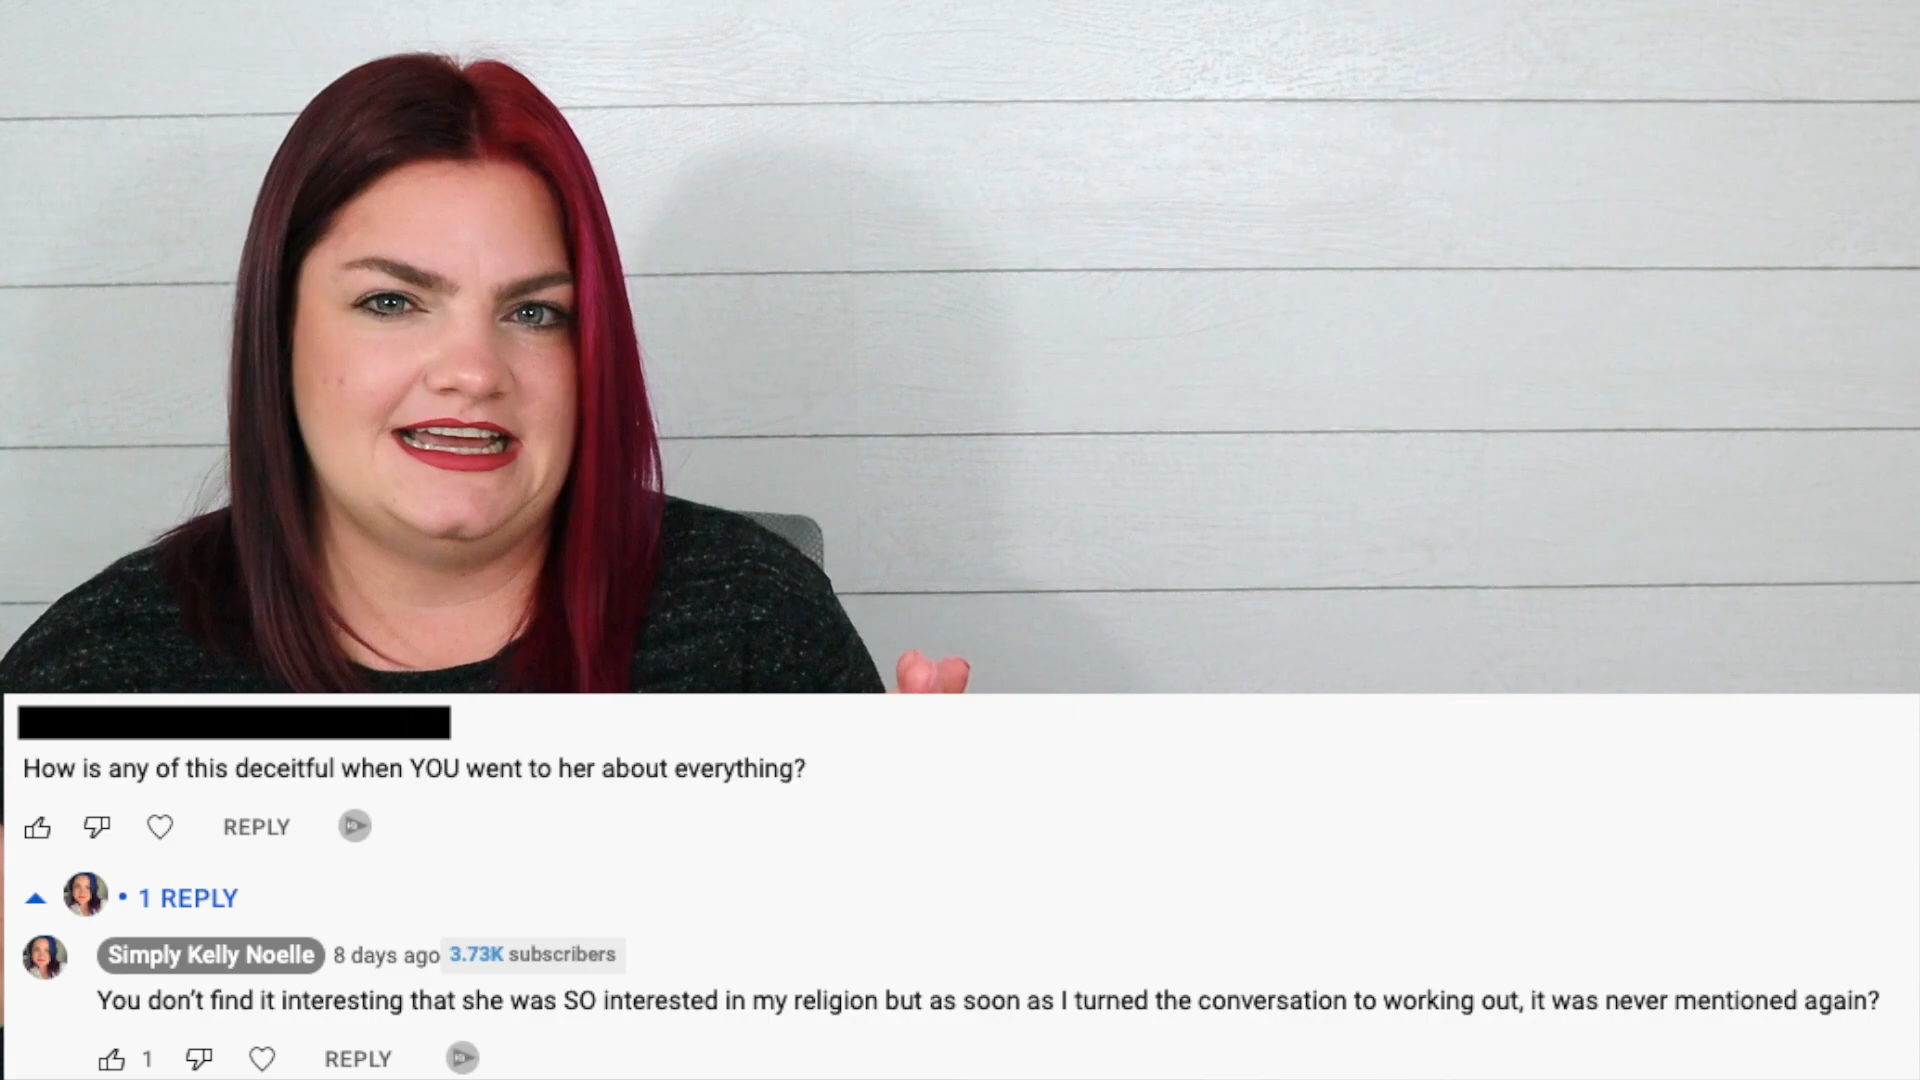 How is any of this deceitful when YOU went to her about everything?
REPLY
• 1 REPLY
Simply Kelly Noelle 8 days ago 3.73K subscribers
You don’t find it interesting that she was SO interested in my religion but as soon as I turned the conversation to working out, it was never mentioned again?
1 REPLY